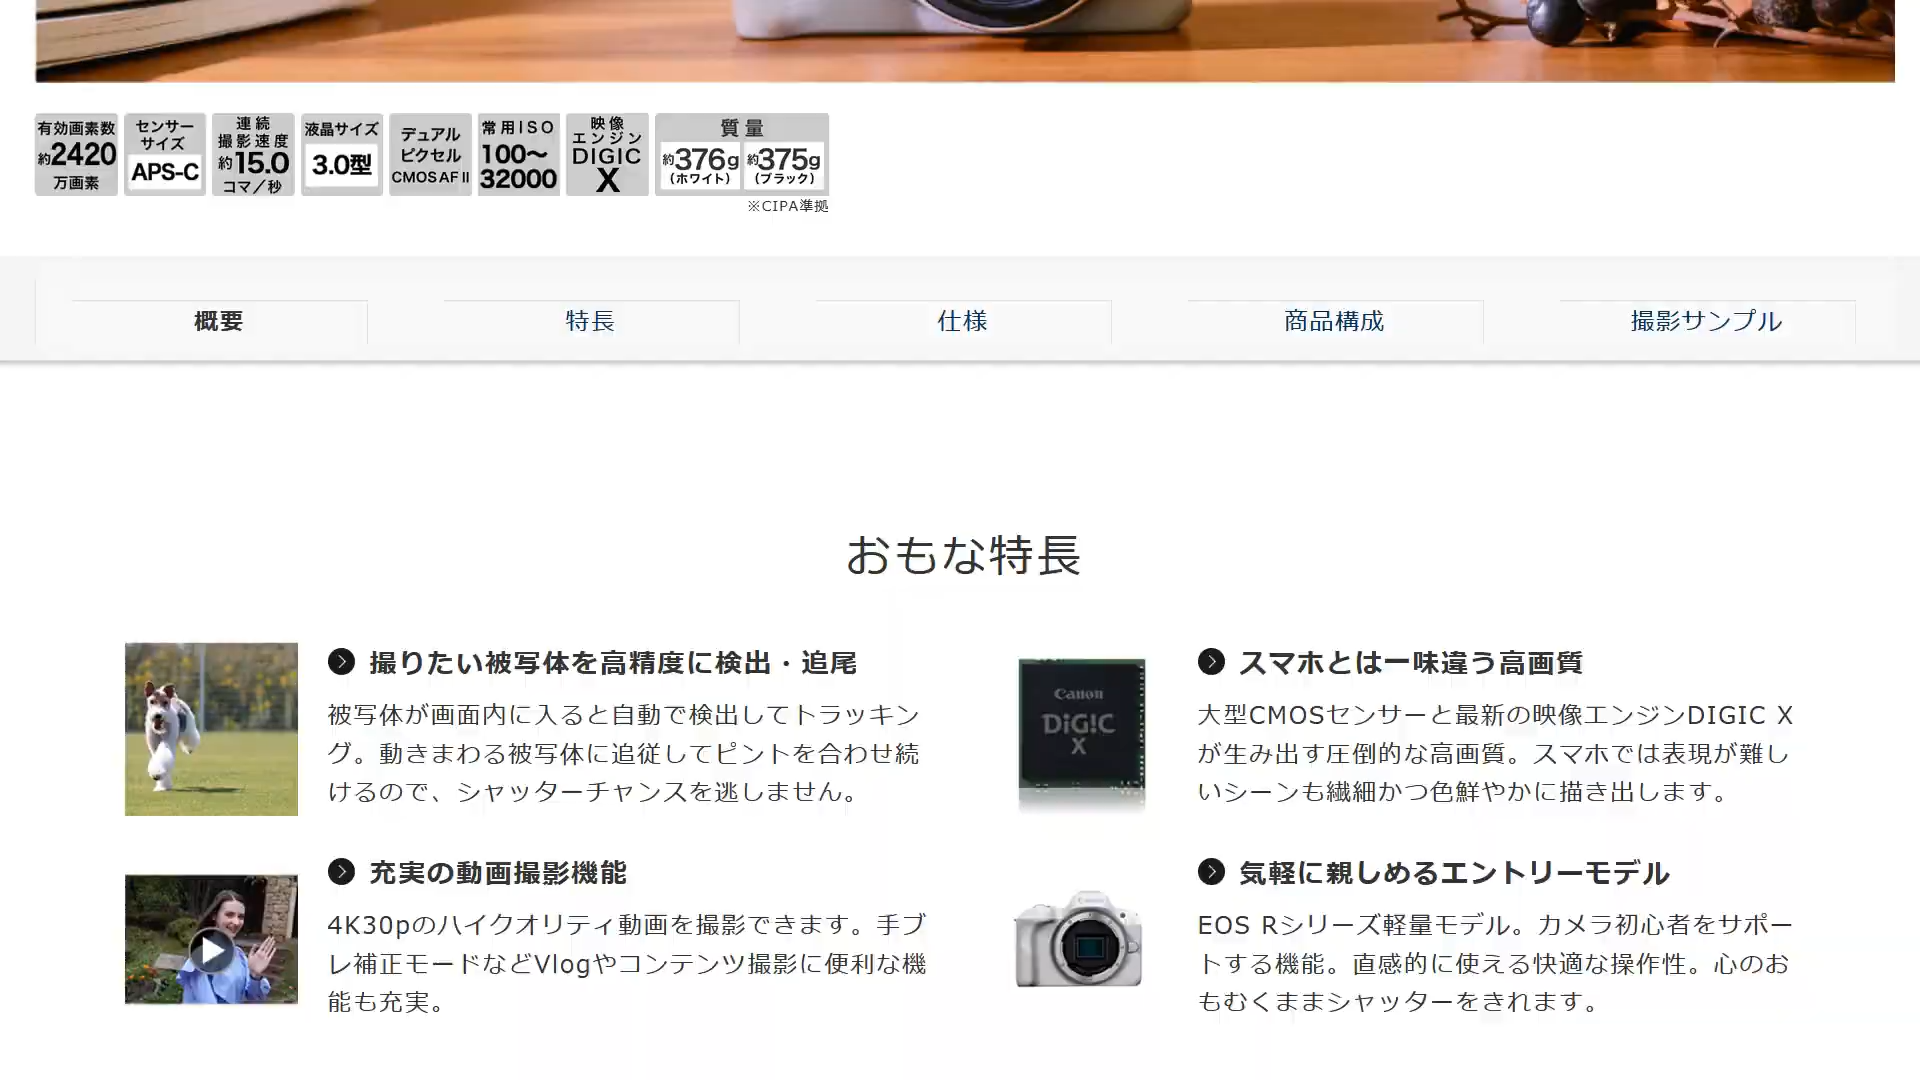 有効画素数
約2420
万画素
センサー
サイズ
APS-C
連続
撮影速度
約15.0
コマ／秒
液晶サイズ
3.0型
デュアル
ピクセル
CMOS AF II
常用ISO
100～
32000
映像
エンジン
DIGIC
X
質量
約376g
（ホワイト）
約375g
（ブラック）
※CIPA準拠
概要
特長
仕様
商品構成
撮影サンプル
おもな特長
撮りたい被写体を高精度に検出・追尾
被写体が画面内に入ると自動で検出してトラッキン
グ。動きまわる被写体に追従してピントを合わせ続
けるので、シャッターチャンスを逃しません。
Canon
DIGIC
X
スマホとは一味違う高画質
大型CMOSセンサーと最新の映像エンジンDIGIC X
が生み出す圧倒的な高画質。スマホでは表現が難し
いシーンも繊細かつ色鮮やかに描き出します。
充実の動画撮影機能
4K30pのハイクオリティ動画を撮影できます。手ブ
レ補正モードなどVlogやコンテンツ撮影に便利な機
能も充実。
気軽に親しめるエントリーモデル
EOS Rシリーズ軽量モデル。カメラ初心者をサポー
トする機能。直感的に使える快適な操作性。心のお
もむくままシャッターをきれます。